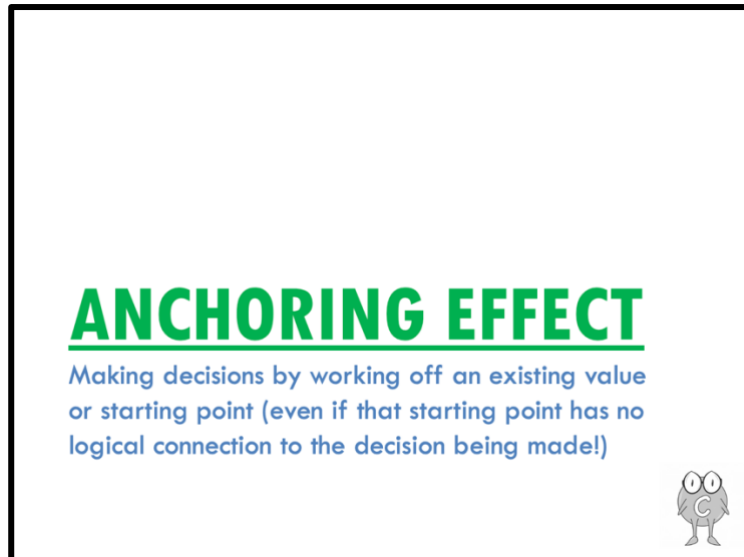 ANCHORING EFFECT
Making decisions by working off an existing value
or starting point (even if that starting point has no
logical connection to the decision being made!)
C